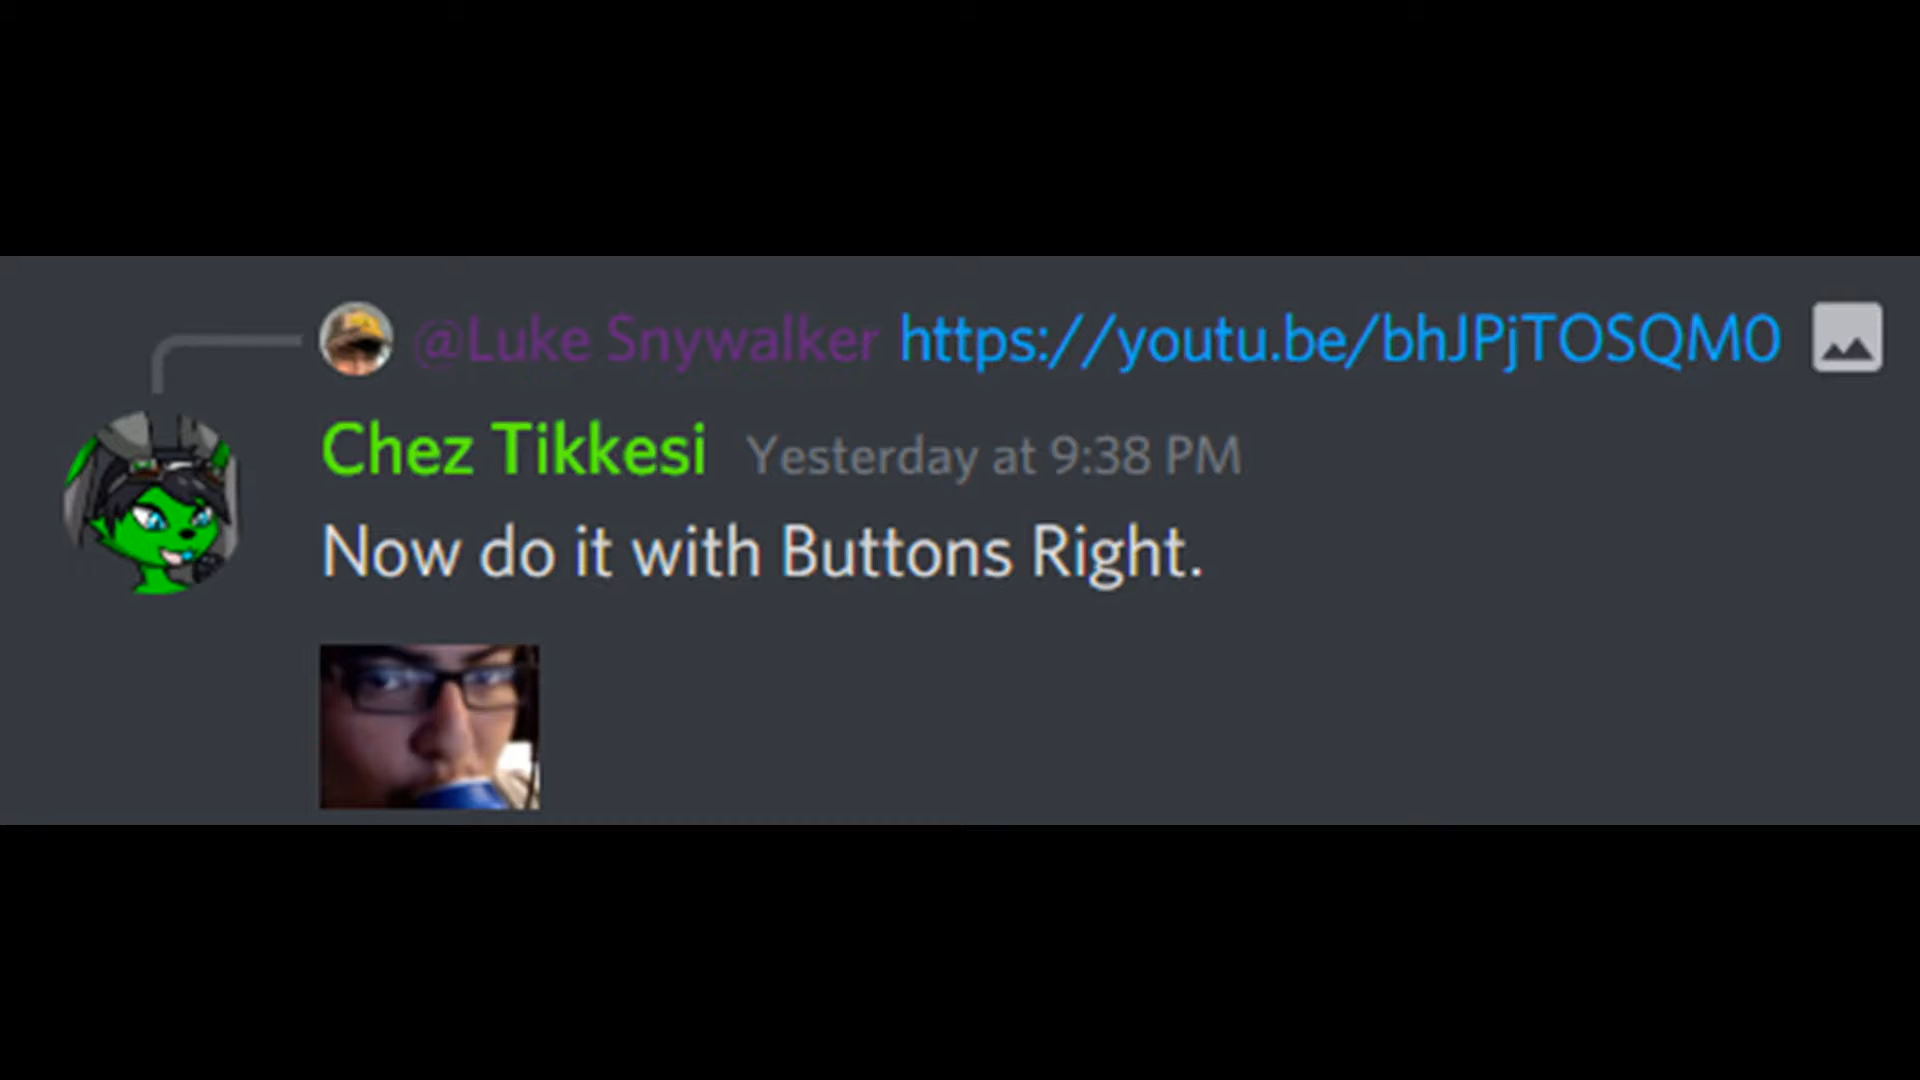 @Luke Snywalker https://youtu.be/bhJPjTOSQM0
Chez Tikkesi Yesterday at 9:38 PM
Now do it with Buttons Right.